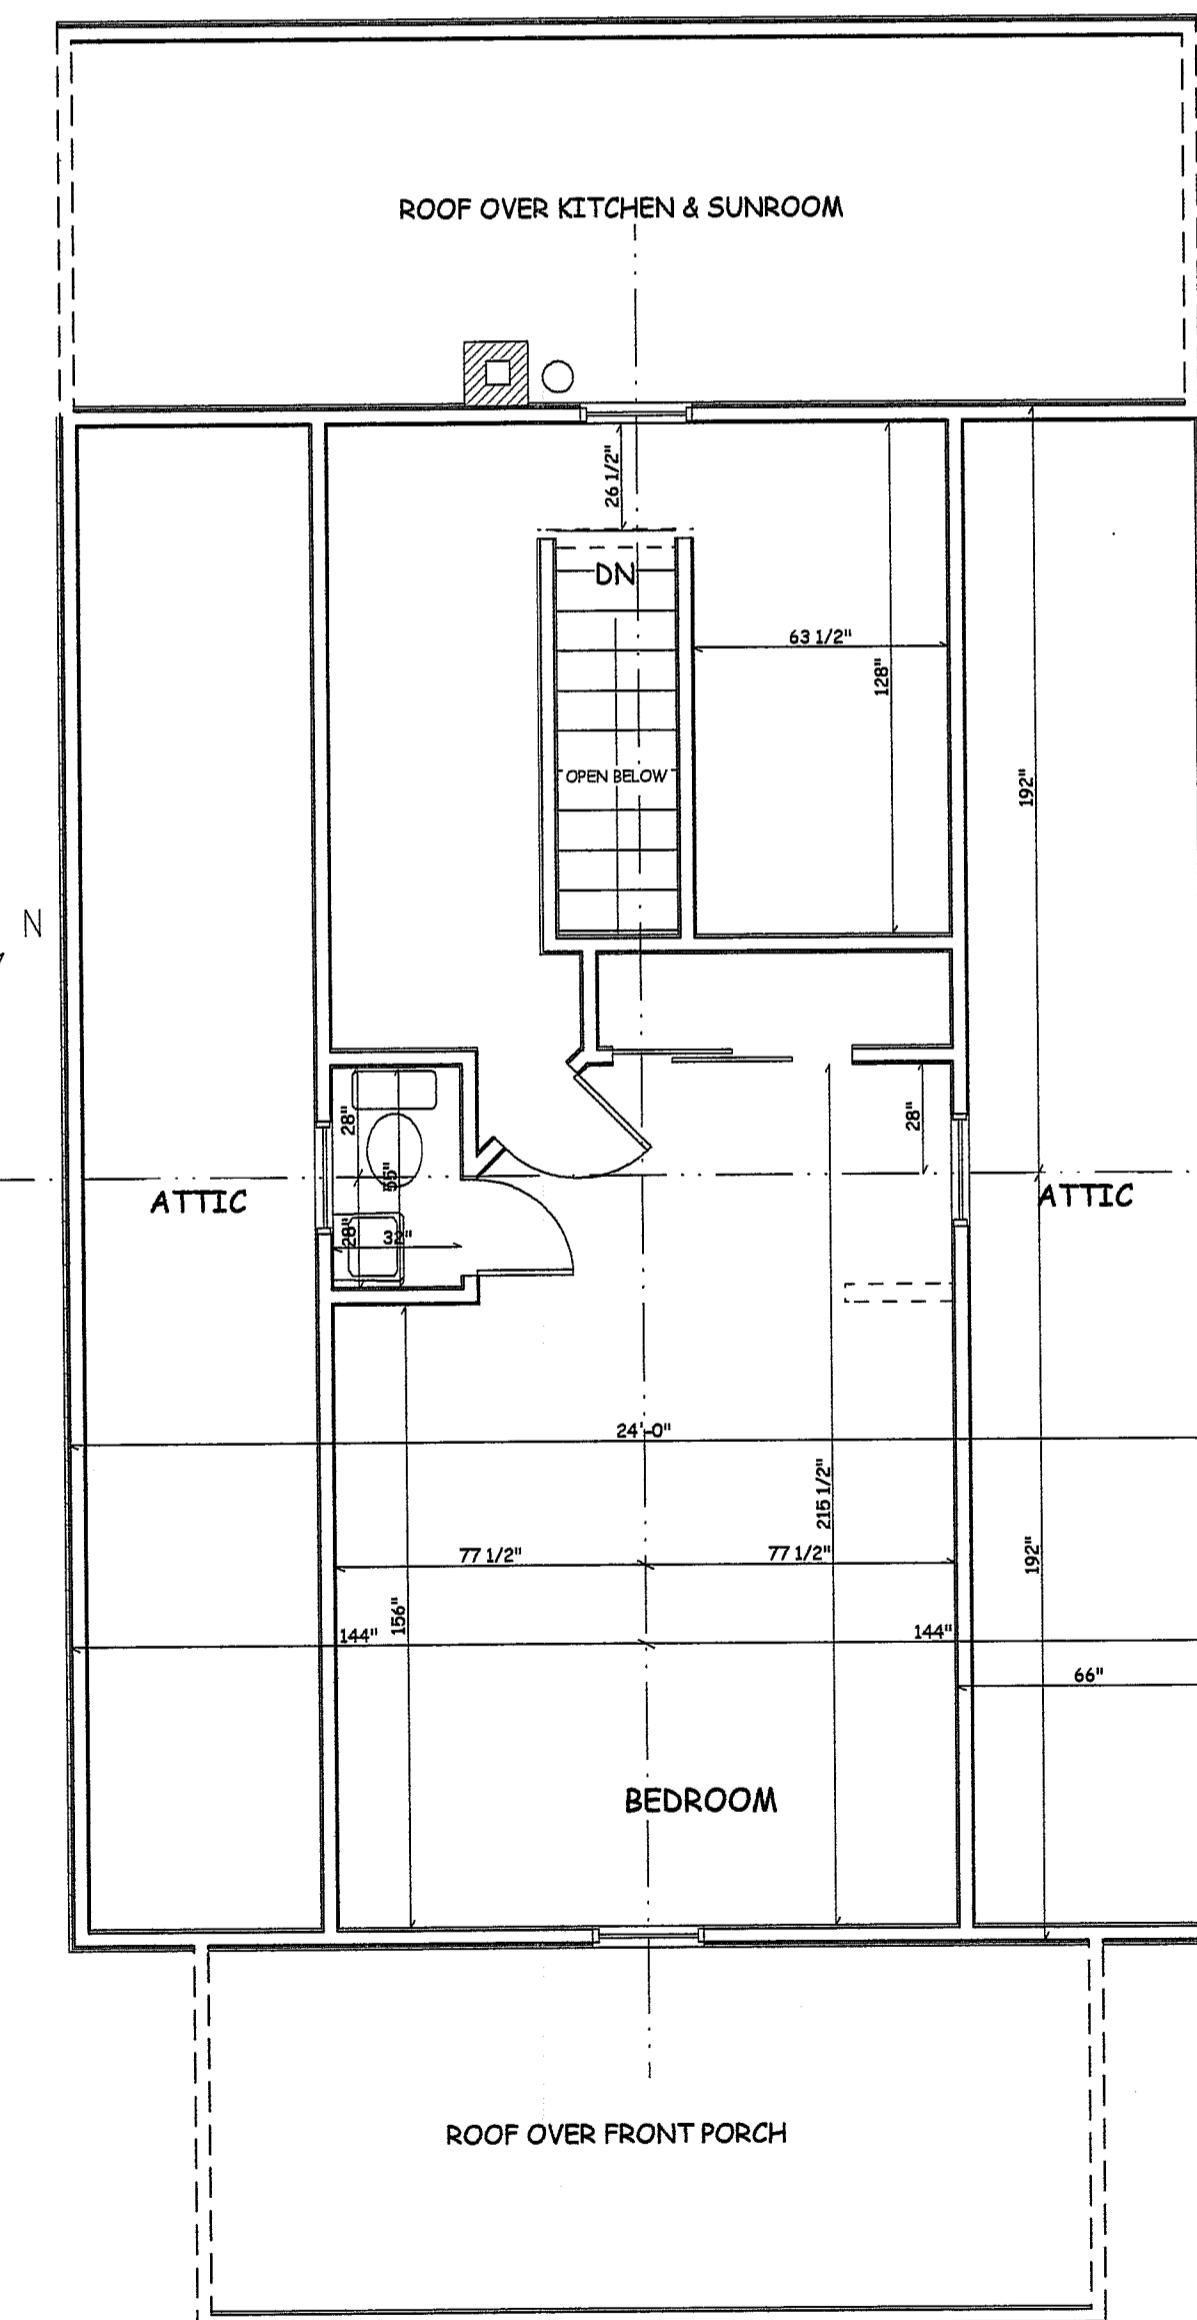 ROOF OVER KITCHEN & SUNROOM
26 1/2"
DN
63 1/2"
128"
OPEN BELOW
192"
N
28"
55"
28"
28"
ATTIC
ATTIC
32"
24'-0"
215 1/2"
77 1/2"
77 1/2"
192"
156"
144"
144"
66"
BEDROOM
ROOF OVER FRONT PORCH